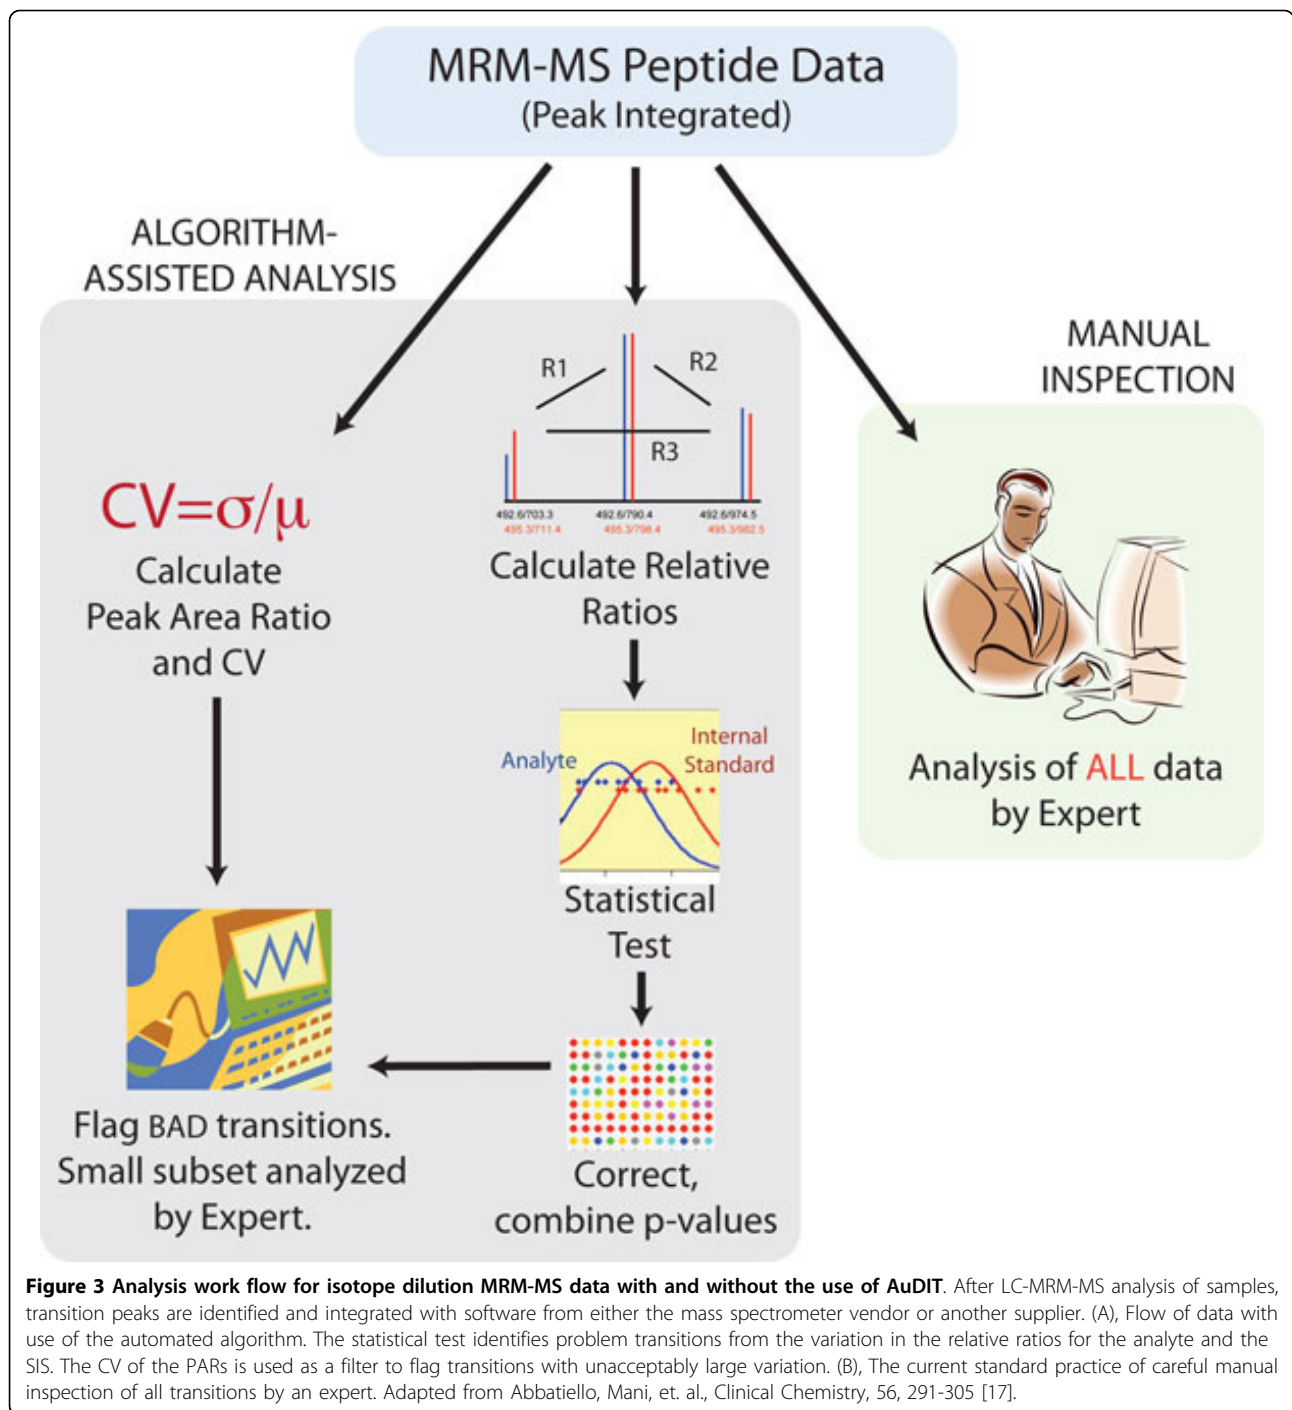 MRM-MS Peptide Data
(Peak Integrated)
ALGORITHM-
ASSISTED ANALYSIS
MANUAL
INSPECTION
CV=σ/μ
Calculate
Peak Area Ratio
and CV
R1
R2
R3
492.6/703.3 492.6/790.4 492.6/974.5
495.3/711.4 495.3/798.4 495.3/982.5
Calculate Relative
Ratios
Analyte
Internal
Standard
Statistical
Test
Correct,
combine p-values
Flag BAD transitions.
Small subset analyzed
by Expert.
Analysis of ALL data
by Expert
Figure 3 Analysis work flow for isotope dilution MRM-MS data with and without the use of AuDIT. After LC-MRM-MS analysis of samples,
transition peaks are identified and integrated with software from either the mass spectrometer vendor or another supplier. (A), Flow of data with
use of the automated algorithm. The statistical test identifies problem transitions from the variation in the relative ratios for the analyte and the
SIS. The CV of the PARs is used as a filter to flag transitions with unacceptably large variation. (B), The current standard practice of careful manual
inspection of all transitions by an expert. Adapted from Abbatiello, Mani, et. al., Clinical Chemistry, 56, 291-305 [17].